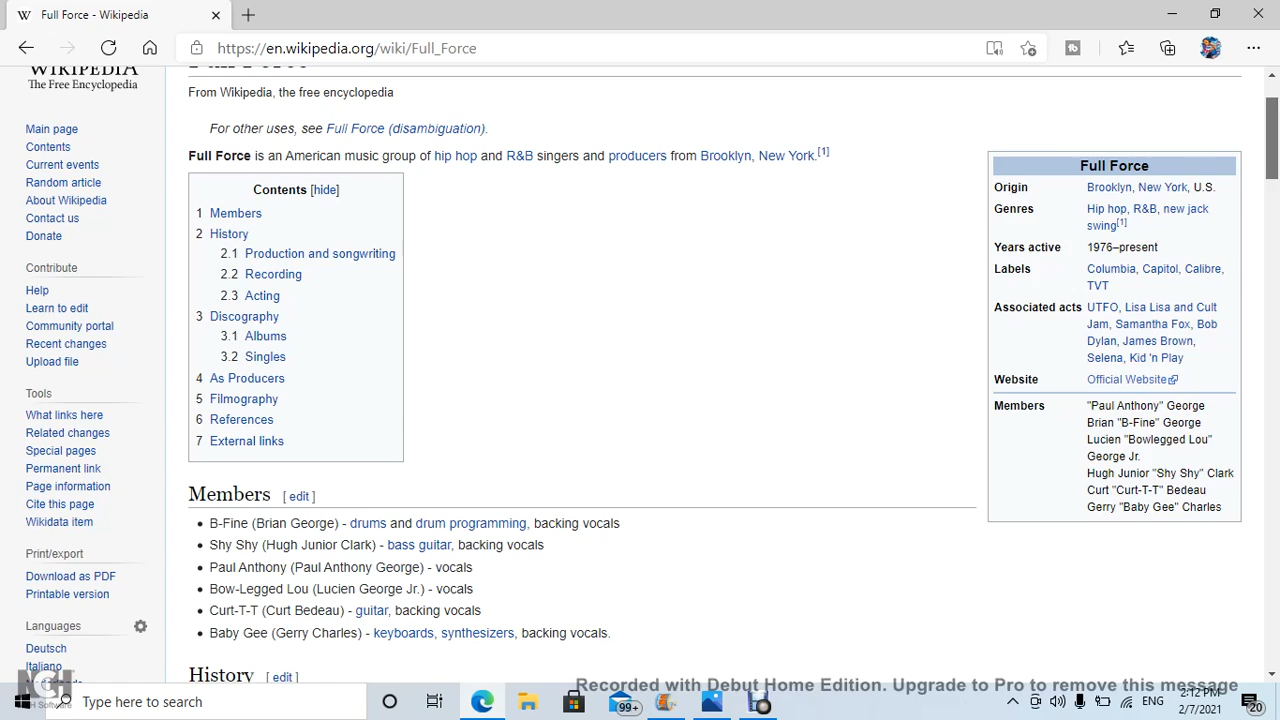 Full Force - Wikipedia
https://en.wikipedia.org/wiki/Full_Force
WIKIPEDIA
The Free Encyclopedia
Main page
Contents
Current events
Random article
About Wikipedia
Contact us
Donate
Contribute
Help
Learn to edit
Community portal
Recent changes
Upload file
Tools
What links here
Related changes
Special pages
Permanent link
Page information
Cite this page
Wikidata item
Print/export
Download as PDF
Printable version
Languages
Deutsch
Italiano
Full Force
From Wikipedia, the free encyclopedia
For other uses, see Full Force (disambiguation).
Full Force is an American music group of hip hop and R&B singers and producers from Brooklyn, New York.[1]
Contents [hide]
1 Members
2 History
2.1 Production and songwriting
2.2 Recording
2.3 Acting
3 Discography
3.1 Albums
3.2 Singles
4 As Producers
5 Filmography
6 References
7 External links
Members [ edit ]
B-Fine (Brian George) - drums and drum programming, backing vocals
Shy Shy (Hugh Junior Clark) - bass guitar, backing vocals
Paul Anthony (Paul Anthony George) - vocals
Bow-Legged Lou (Lucien George Jr.) - vocals
Curt-T-T (Curt Bedeau) - guitar, backing vocals
Baby Gee (Gerry Charles) - keyboards, synthesizers, backing vocals.
History [ edit ]
Full Force
Origin Brooklyn, New York, U.S.
Genres Hip hop, R&B, new jack
swing[1]
Years active 1976–present
Labels Columbia, Capitol, Calibre,
TVT
Associated acts UTFO, Lisa Lisa and Cult
Jam, Samantha Fox, Bob
Dylan, James Brown,
Selena, Kid 'n Play
Website Official Website
Members "Paul Anthony" George
Brian "B-Fine" George
Lucien "Bowlegged Lou"
George Jr.
Hugh Junior "Shy Shy" Clark
Curt "Curt-T-T" Bedeau
Gerry "Baby Gee" Charles
Recorded with Debut Home Edition. Upgrade to Pro to remove this message
NCH
NCH Software
Type here to search
99+
ENG
2:12 PM
2/7/2021
20